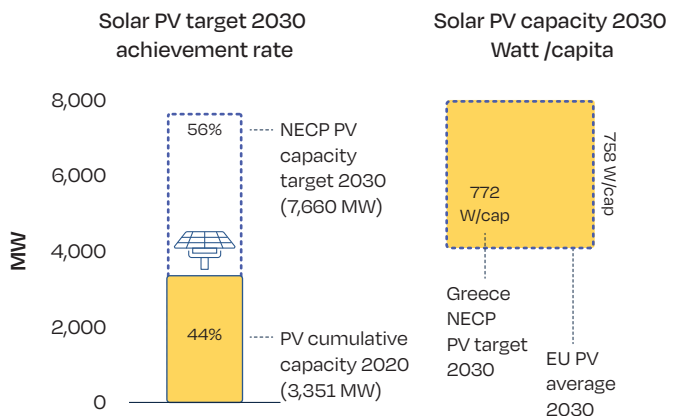 Solar PV target 2030
achievement rate
8,000
6,000
4,000
2,000
0
MW
56%
44%
NECP PV
capacity
target 2030
(7,660 MW)
PV cumulative
capacity 2020
(3,351 MW)
Solar PV capacity 2030
Watt /capita
772
W/cap
758 W/cap
Greece
NECP
PV target
2030
EU PV
average
2030